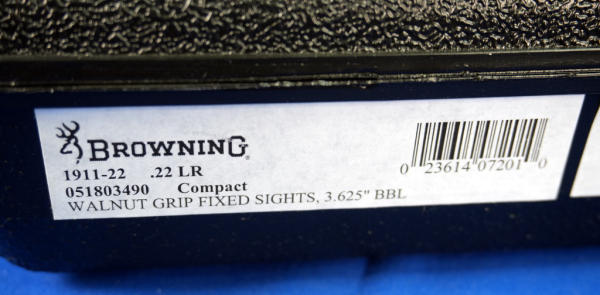 BROWNING
1911-22 .22 LR
051803490 Compact
WALNUT GRIP FIXED SIGHTS, 3.625" BBL
0 23614 07201 0